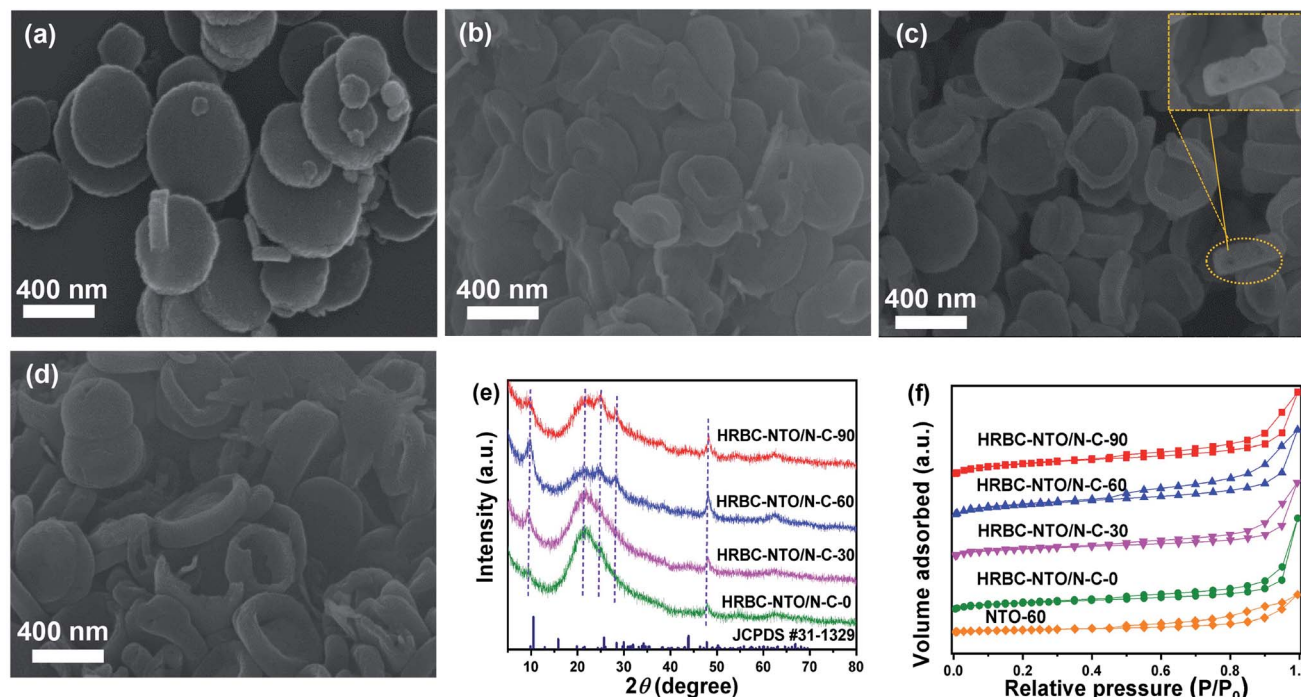 (a)
400 nm
(b)
400 nm
(c)
400 nm
(d)
400 nm
(e)
HRBC-NTO/N-C-90
HRBC-NTO/N-C-60
HRBC-NTO/N-C-30
HRBC-NTO/N-C-0
JCPDS #31-1329
Intensity (a.u.)
10 20 30 40 50 60 70 80
2θ (degree)
(f)
HRBC-NTO/N-C-90
HRBC-NTO/N-C-60
HRBC-NTO/N-C-30
HRBC-NTO/N-C-0
NTO-60
Volume adsorbed (a.u.)
0.0 0.2 0.4 0.6 0.8 1.
Relative pressure (P/P₀)